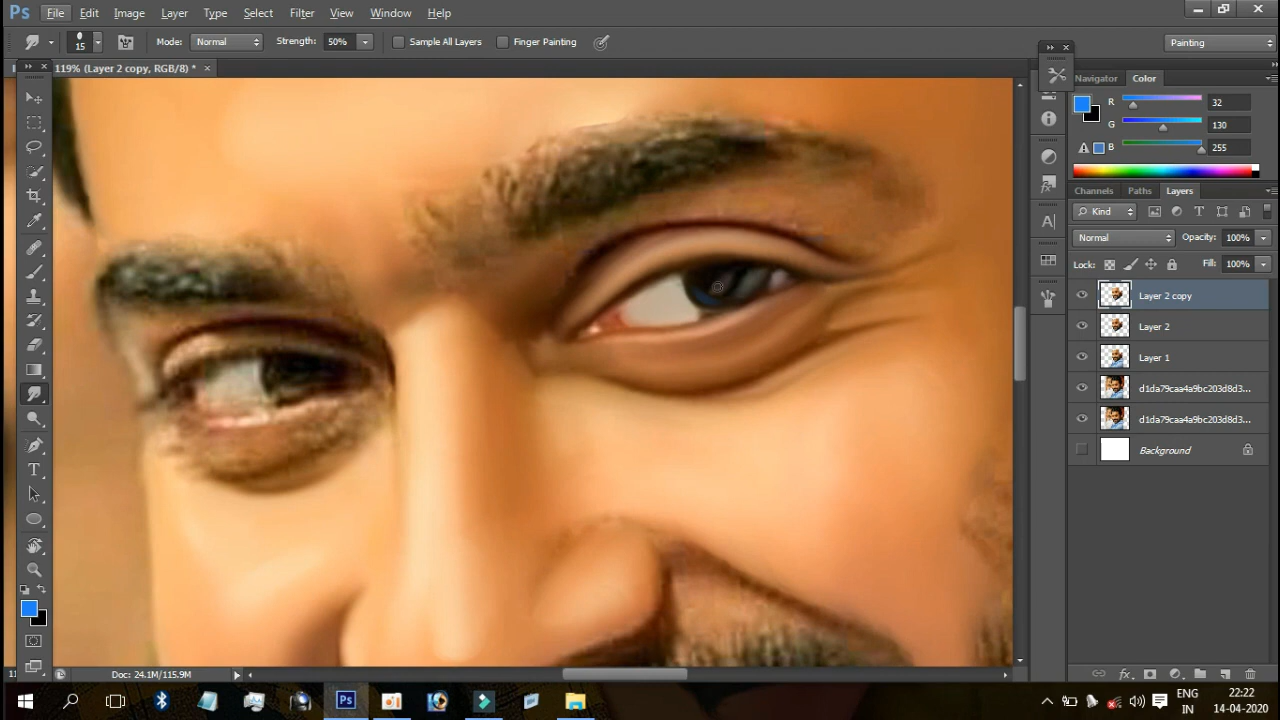 Ps File Edit Image Layer Type Select Filter View Window Help
15 Mode: Normal Strength: 50% Sample All Layers Finger Painting Painting
119% (Layer 2 copy, RGB/8) * ×
Navigator Color
R 32
G 130
B 255
Channels Paths Layers
Kind
Normal Opacity: 100%
Lock: Fill: 100%
Layer 2 copy
Layer 2
Layer 1
d1da79caa4a9bc203d8d3...
d1da79caa4a9bc203d8d3...
Background
Doc: 24.1M/115.9M
Ps
ENG 22:22
IN 14-04-2020